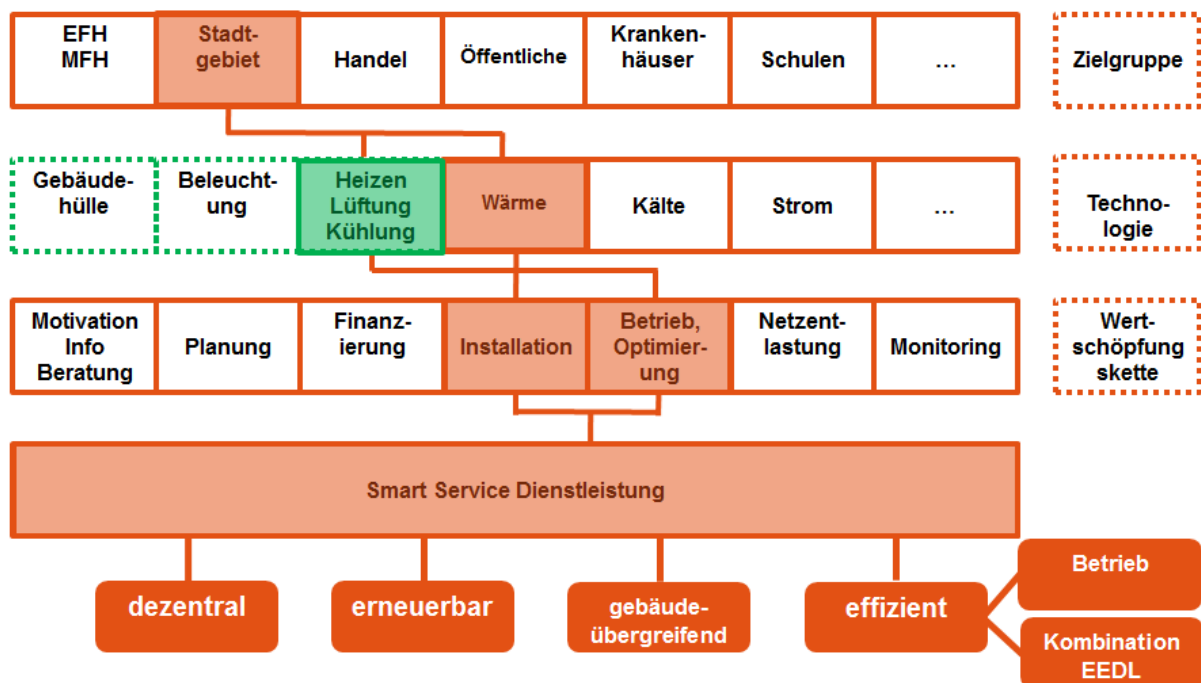 EFH
MFH
Stadt-
gebiet
Handel
Öffentliche
Kranken-
häuser
Schulen
...
Zielgruppe
Gebäude-
hülle
Beleucht-
ung
Heizen
Lüftung
Kühlung
Wärme
Kälte
Strom
...
Techno-
logie
Motivation
Info
Beratung
Planung
Finanz-
ierung
Installation
Betrieb,
Optimier-
ung
Netzent-
lastung
Monitoring
Wert-
schöpfung
skette
Smart Service Dienstleistung
dezentral
erneuerbar
gebäude-
übergreifend
effizient
Betrieb
Kombination
EEDL